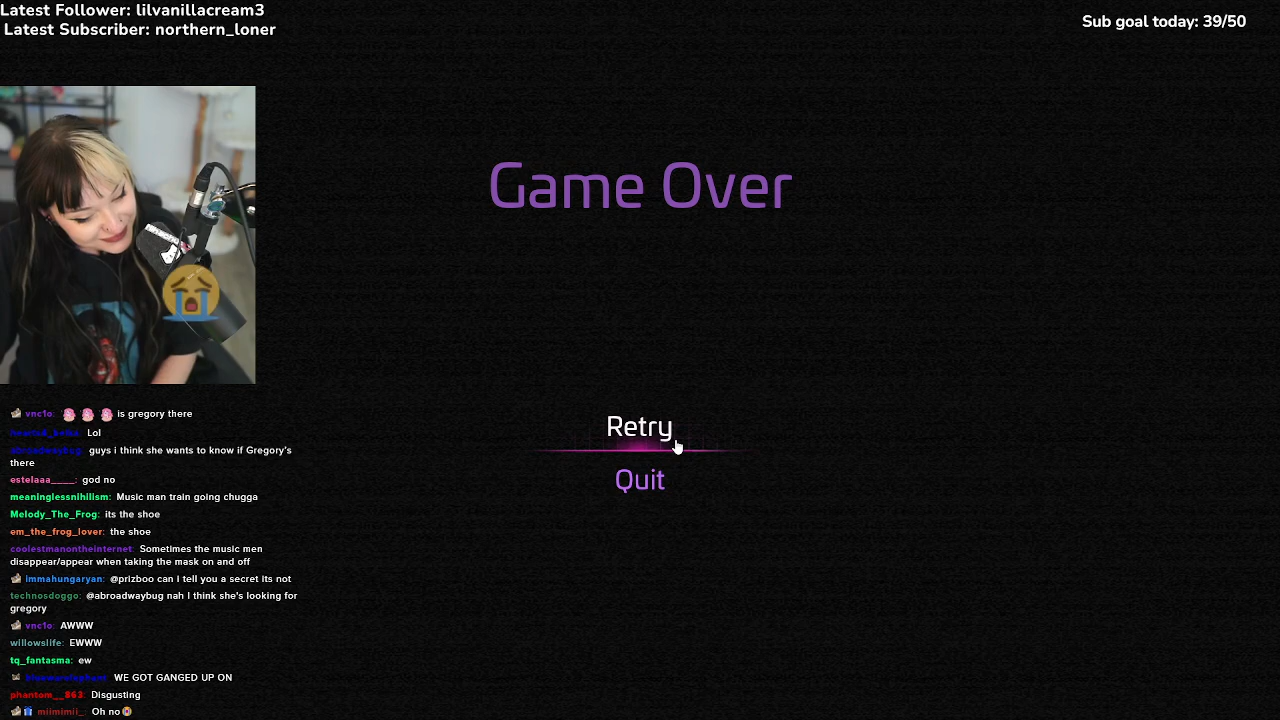 Latest Follower: lilvanillacream3
Latest Subscriber: northern_loner
Sub goal today: 39/50
Game Over
Retry
Quit
vnc1o: is gregory there
Lol
abroadwaybug: guys i think she wants to know if Gregory's
there
estelaaa____: god no
meaninglessnihilism: Music man train going chugga
Melody_The_Frog: its the shoe
em_the_frog_lover: the shoe
coolestmanontheinternet: Sometimes the music men
disappear/appear when taking the mask on and off
immahungaryan: @prizboo can i tell you a secret its not
technosdoggo: @abroadwaybug nah I think she's looking for
gregory
vnc1o: AWWW
willowslife: EWWW
tq_fantasma: ew
WE GOT GANGED UP ON
phantom__863: Disgusting
miimimii_: Oh no